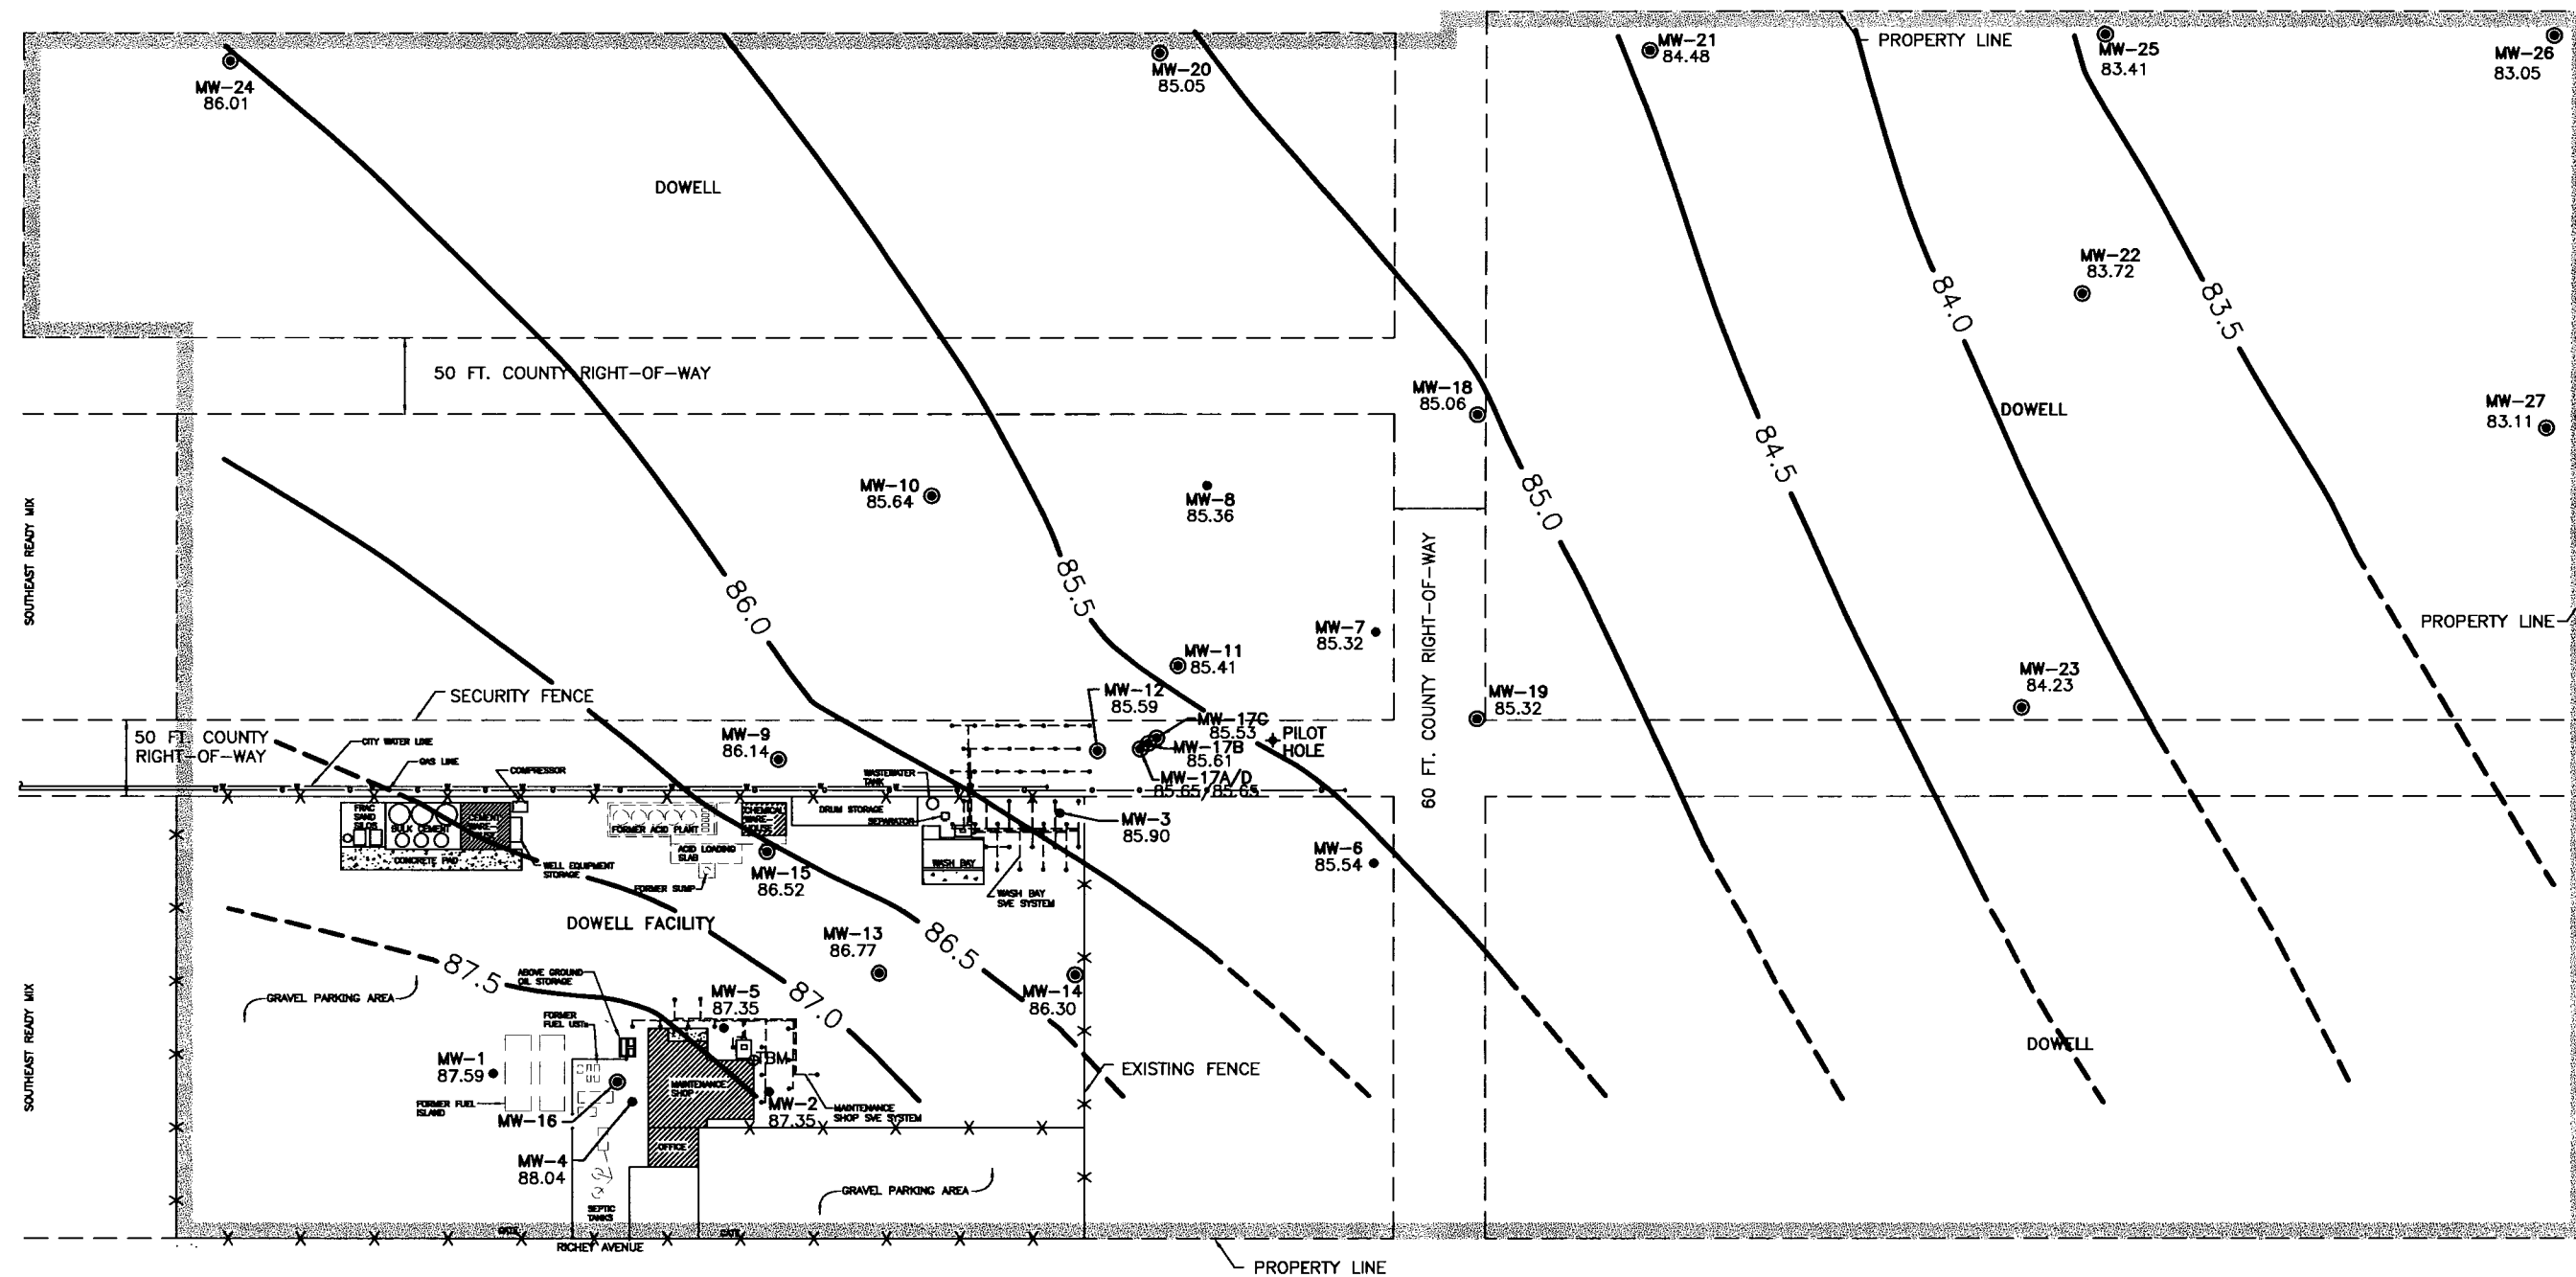 MW-24
86.01
MW-20
85.05
MW-21
84.48
PROPERTY LINE
MW-25
83.41
MW-26
83.05
DOWELL
MW-22
83.72
84.0
83.5
50 FT. COUNTY RIGHT-OF-WAY
MW-18
85.06
DOWELL
MW-27
83.11
84.5
MW-10
85.64
MW-8
85.36
85.0
SOUTHEAST READY MIX
86.0
85.5
60 FT. COUNTY RIGHT-OF-WAY
MW-7
85.32
PROPERTY LINE
MW-11
85.41
SECURITY FENCE
MW-12
85.59
MW-19
85.32
MW-23
84.23
50 FT. COUNTY
RIGHT-OF-WAY
CITY WATER LINE
GAS LINE
COMPRESSOR
MW-9
86.14
MW-17C
85.53
MW-17B
85.61
MW-17A/D
85.65/85.65
PILOT
HOLE
WASTEWATER
TANK
DRUM STORAGE
SEPARATOR
FRAC
SAND
SILOS
BULK CEMENT
CEMENT
WARE-
HOUSE
CONCRETE PAD
WELL EQUIPMENT
STORAGE
FORMER ACID PLANT
CHEMICAL
WARE-
HOUSE
ACID LOADING
SLAB
FORMER SUMP
MW-15
86.52
WASH BAY
WASH BAY
SVE SYSTEM
MW-3
85.90
MW-6
85.54
DOWELL FACILITY
MW-13
86.77
86.5
87.5
87.0
MW-14
86.30
GRAVEL PARKING AREA
ABOVE GROUND
OIL STORAGE
FORMER
FUEL USTs
MW-5
87.35
TBM
MW-1
87.59
FORMER FUEL
ISLAND
MW-16
MAINTENANCE
SHOP
MW-2
87.35
MAINTENANCE
SHOP SVE SYSTEM
EXISTING FENCE
DOWELL
SOUTHEAST READY MIX
OFFICE
MW-4
88.04
SEPTIC
TANKS
GRAVEL PARKING AREA
GATE
GATE
RICHEY AVENUE
PROPERTY LINE